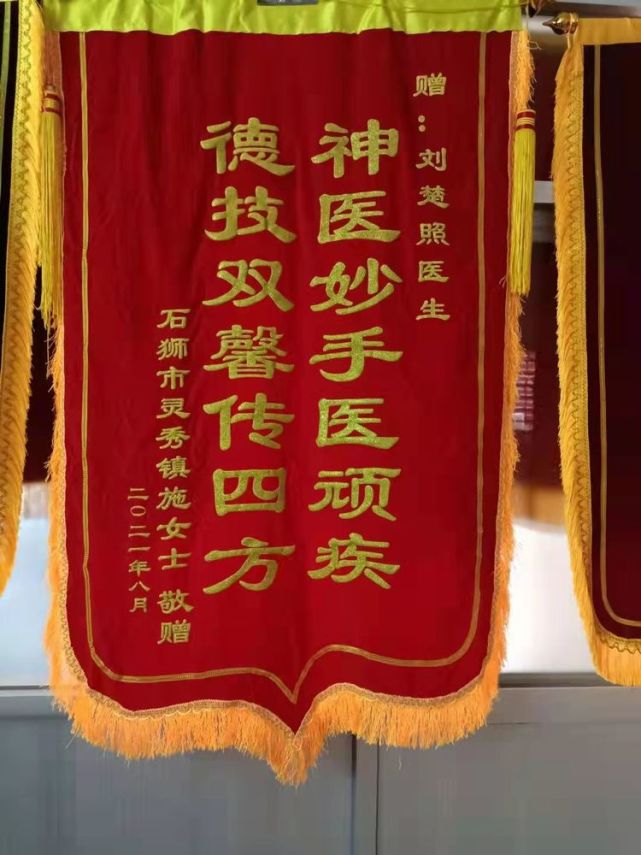 赠：刘楚照医生
神医妙手医顽疾
德技双馨传四方
石狮市灵秀镇施女士 敬赠
二〇二一年八月